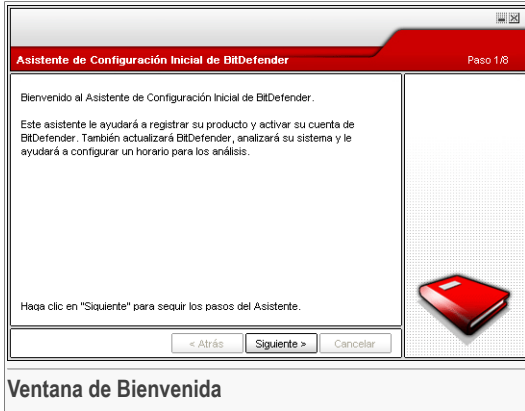 Asistente de Configuración Inicial de BitDefender
Paso 1/8
Bienvenido al Asistente de Configuración Inicial de BitDefender.
Este asistente le ayudará a registrar su producto y activar su cuenta de
BitDefender. También actualizará BitDefender, analizará su sistema y le
ayudará a configurar un horario para los análisis.
Haga clic en "Siguiente" para seguir los pasos del Asistente.
« Atrás
Siguiente »
Cancelar
Ventana de Bienvenida